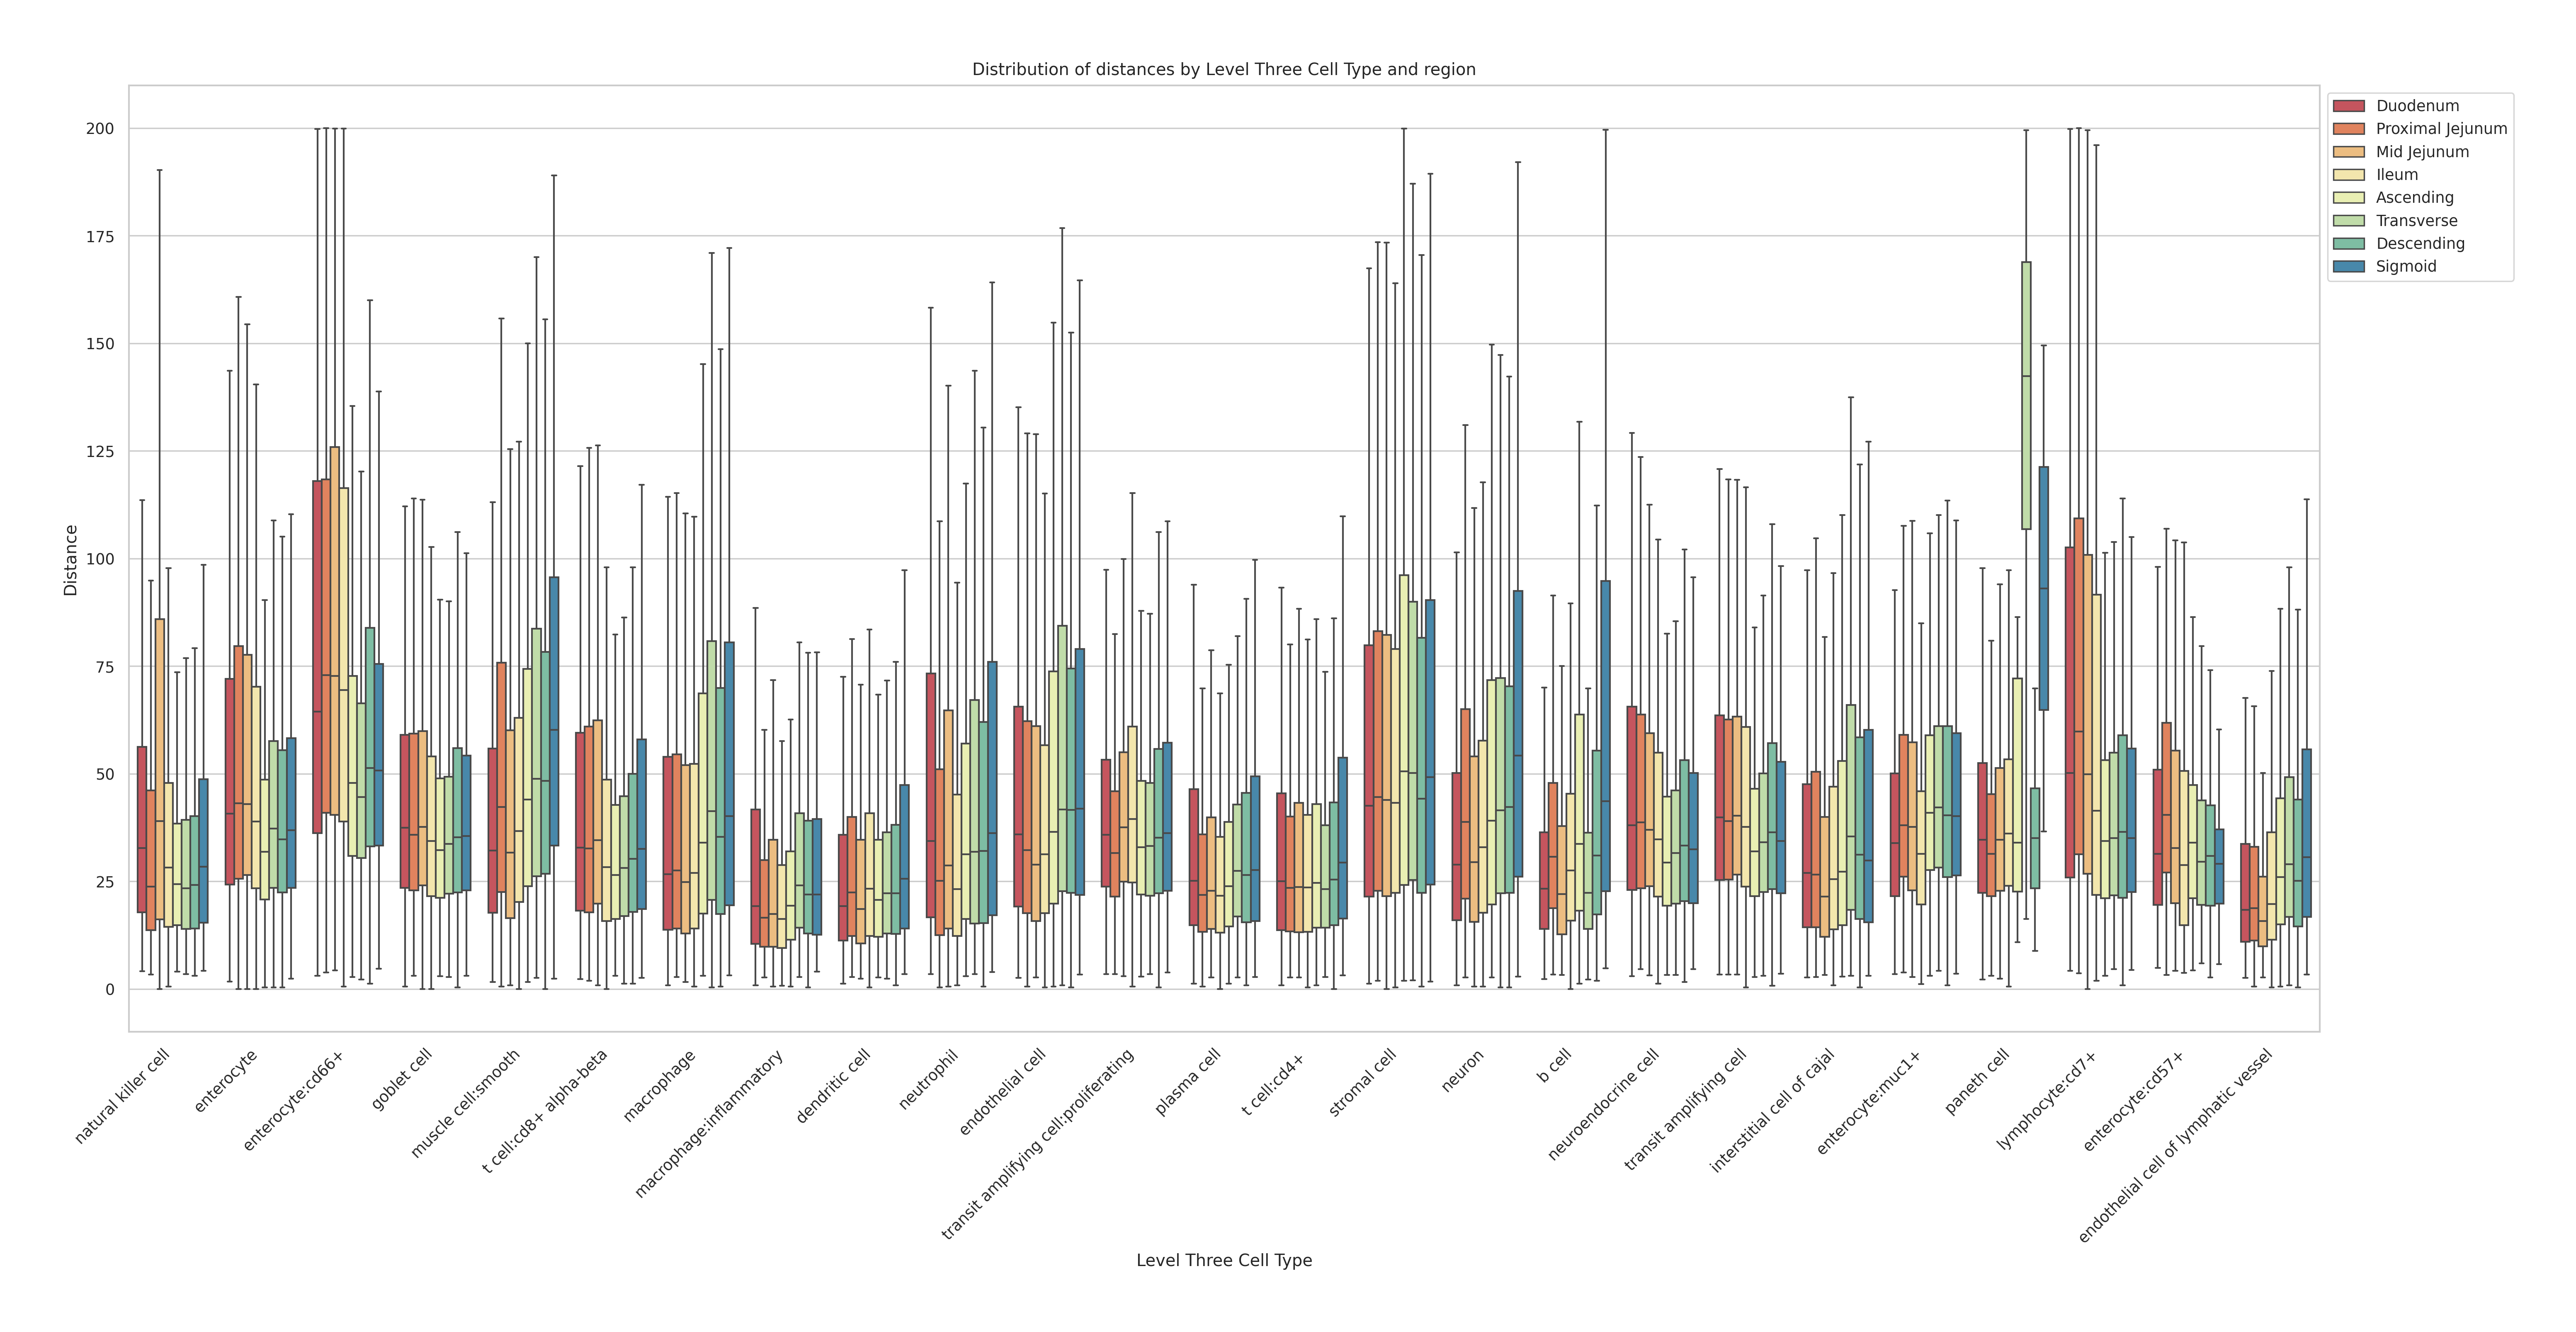 Distribution of distances by Level Three Cell Type and region
Duodenum
Proximal Jejunum
Mid Jejunum
Ileum
Ascending
Transverse
Descending
Sigmoid
Distance
200
175
150
125
100
75
50
25
0
natural killer cell
enterocyte
enterocyte:cd66+
goblet cell
muscle cell:smooth
t cell:cd8+ alpha-beta
macrophage
macrophage:inflammatory
dendritic cell
neutrophil
endothelial cell
transit amplifying cell:proliferating
plasma cell
t cell:cd4+
stromal cell
neuron
b cell
neuroendocrine cell
transit amplifying cell
interstitial cell of cajal
enterocyte:muc1+
paneth cell
lymphocyte:cd7+
enterocyte:cd57+
endothelial cell of lymphatic vessel
Level Three Cell Type